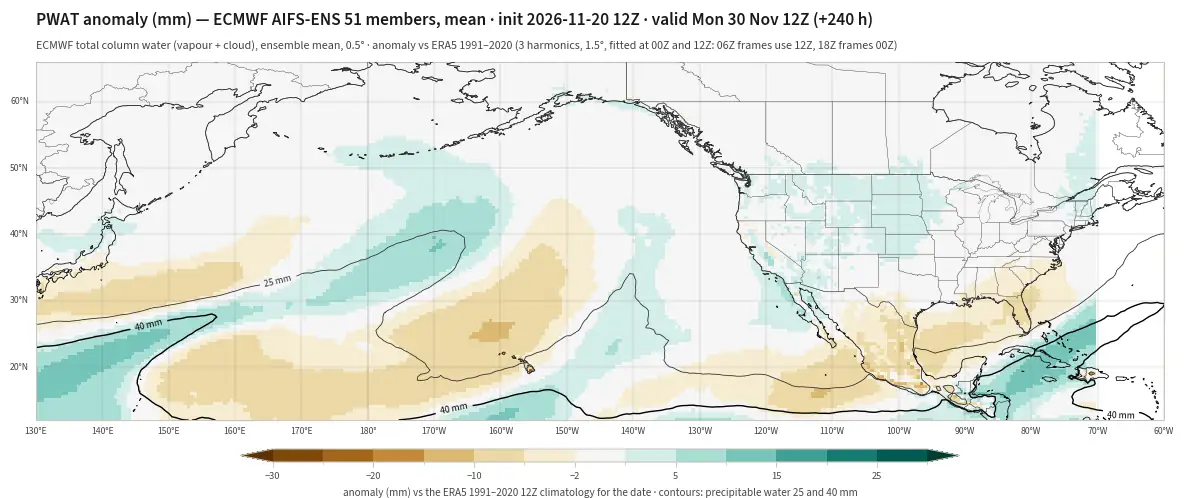 PWAT anomaly (mm) — ECMWF AIFS-ENS 51 members, mean · init 2026-11-20 12Z · valid Mon 30 Nov 12Z (+240 h)
ECMWF total column water (vapour + cloud), ensemble mean, 0.5° · anomaly vs ERA5 1991–2020 (3 harmonics, 1.5°, fitted at 00Z and 12Z: 06Z frames use 12Z, 18Z frames 00Z)
60°N
50°N
40°N
30°N
20°N
25 mm
40 mm
40 mm
40 mm
130°E 140°E 150°E 160°E 170°E 180° 170°W 160°W 150°W 140°W 130°W 120°W 110°W 100°W 90°W 80°W 70°W 60°W
−30 −20 −10 −2 5 15 25
anomaly (mm) vs the ERA5 1991–2020 12Z climatology for the date · contours: precipitable water 25 and 40 mm